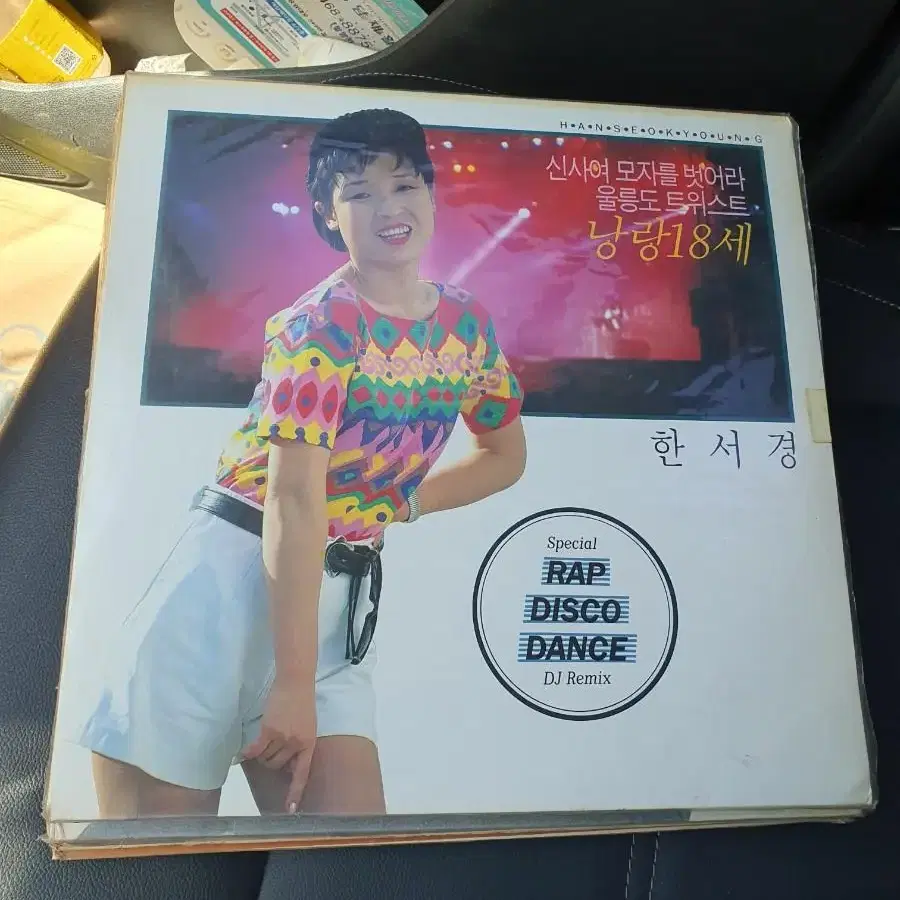 H•A•N•S•E•O•K•Y•O•U•N•G
신사여 모자를 벗어라
울릉도 트위스트
낭랑18세
한서경
Special
RAP
DISCO
DANCE
DJ Remix